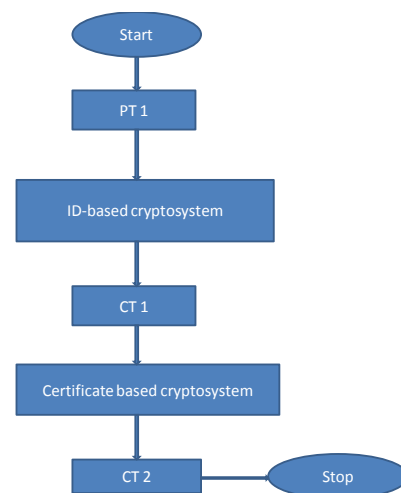 Start
PT 1
ID-based cryptosystem
CT 1
Certificate based cryptosystem
CT 2
Stop